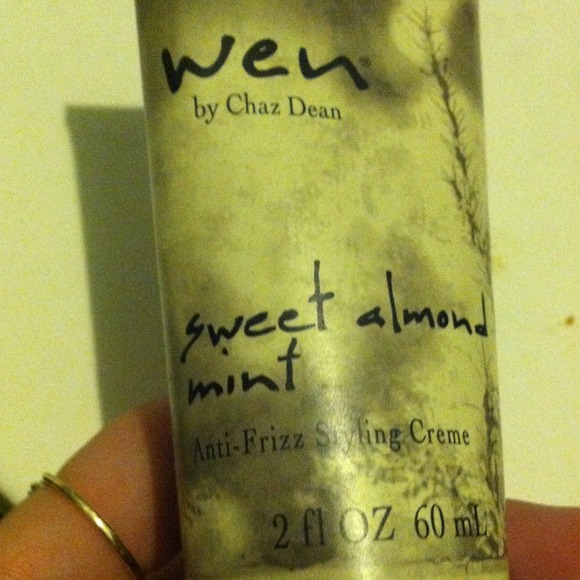 wen®
by Chaz Dean
sweet almond
mint
Anti-Frizz Styling Creme
2 fl OZ 60 mL